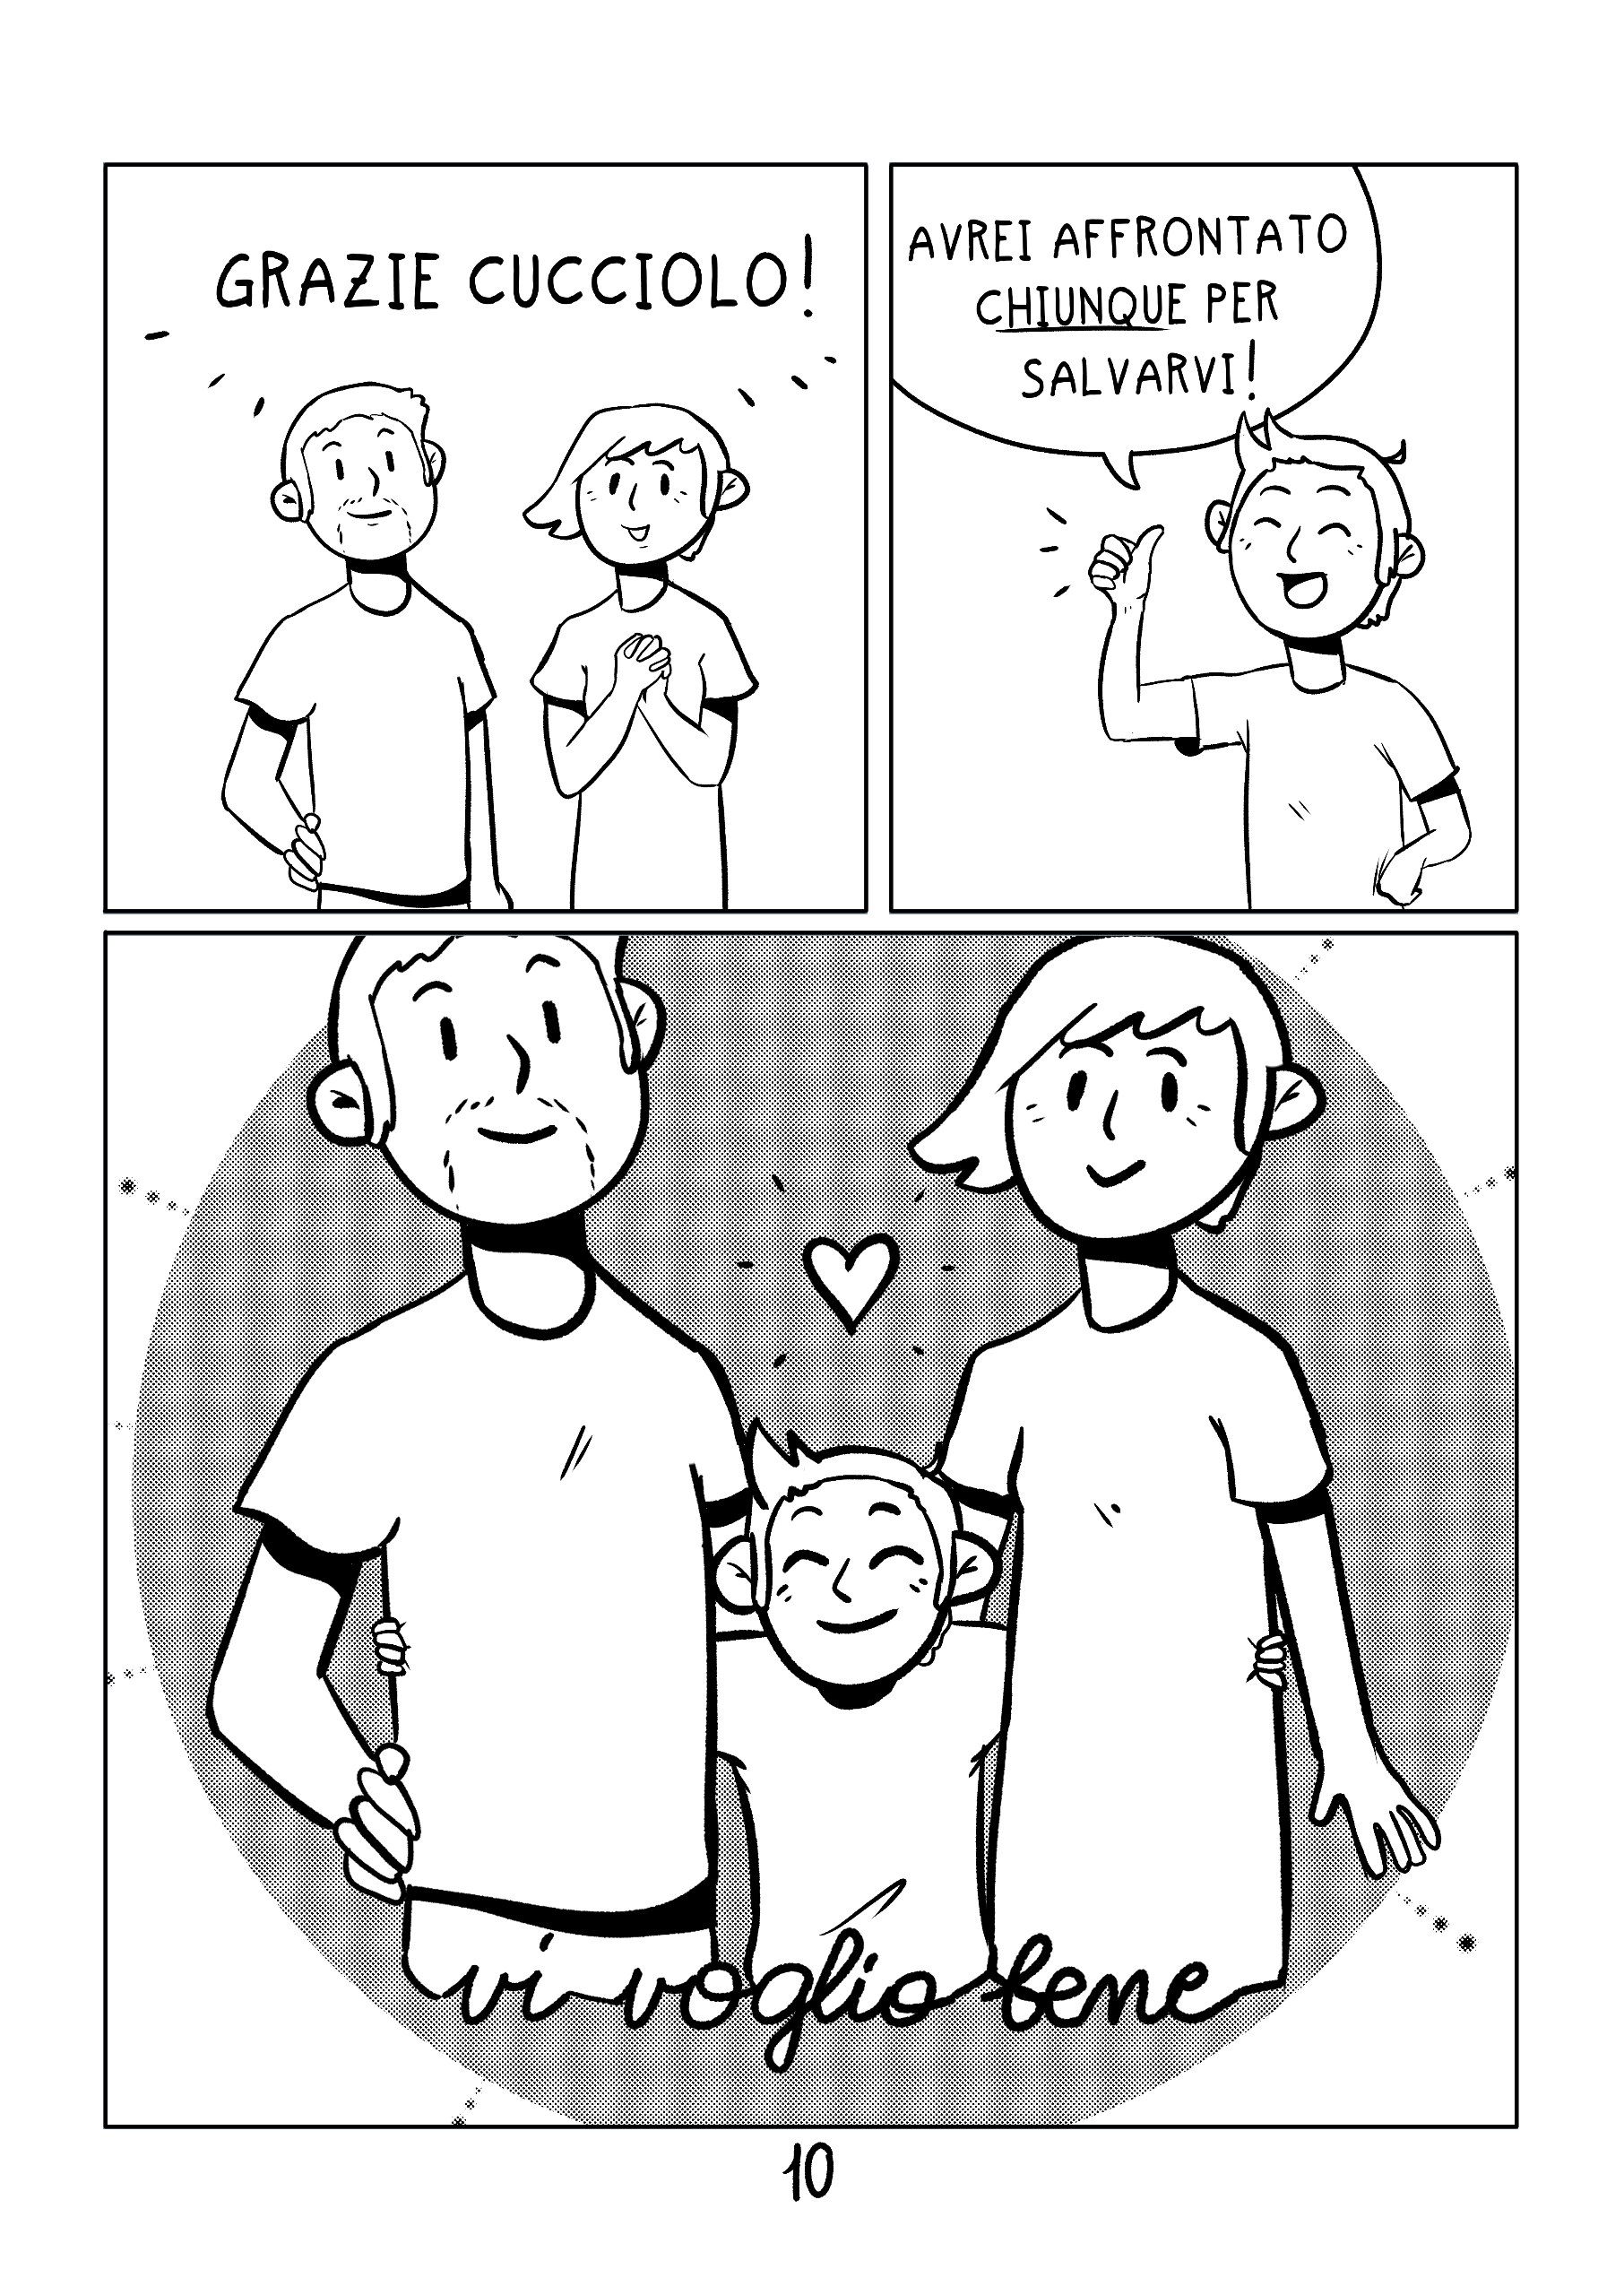 GRAZIE CUCCIOLO!
AVREI AFFRONTATO
CHIUNQUE PER
SALVARVI!
vi voglio bene
10